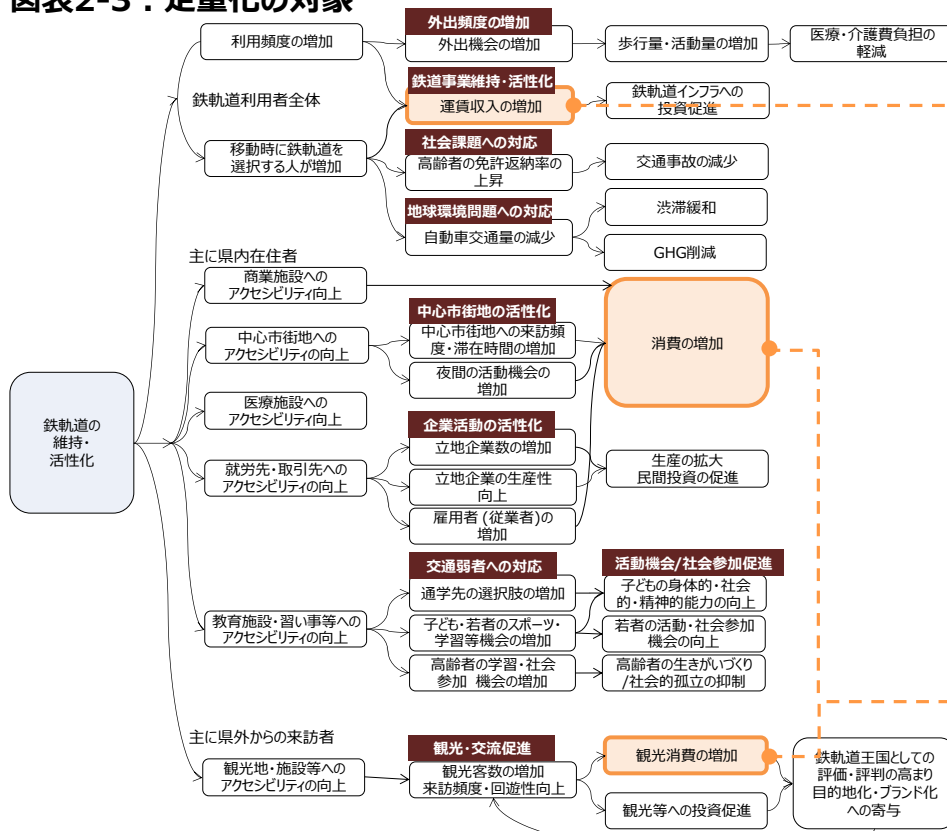 図表2-3：定量化の対象
外出頻度の増加
利用頻度の増加
外出機会の増加
歩行量・活動量の増加
医療・介護費負担の
軽減
鉄軌道利用者全体
鉄道事業維持・活性化
運賃収入の増加
鉄軌道インフラへの
投資促進
移動時に鉄軌道を
選択する人が増加
社会課題への対応
高齢者の免許返納率の
上昇
交通事故の減少
地球環境問題への対応
自動車交通量の減少
渋滞緩和
GHG削減
主に県内在住者
商業施設への
アクセシビリティ向上
中心市街地への
アクセシビリティの向上
中心市街地の活性化
中心市街地への来訪頻
度・滞在時間の増加
夜間の活動機会の
増加
消費の増加
医療施設への
アクセシビリティの向上
鉄軌道の
維持・
活性化
就労先・取引先への
アクセシビリティの向上
企業活動の活性化
立地企業数の増加
立地企業の生産性
向上
雇用者（従業者)の
増加
生産の拡大
民間投資の促進
教育施設・習い事等への
アクセシビリティの向上
交通弱者への対応
通学先の選択肢の増加
子ども・若者のスポーツ・
学習等機会の増加
高齢者の学習・社会
参加 機会の増加
活動機会/社会参加促進
子どもの身体的・社会
的・精神的能力の向上
若者の活動・社会参加
機会の向上
高齢者の生きがいづくり
/社会的孤立の抑制
主に県外からの来訪者
観光地・施設等への
アクセシビリティの向上
観光・交流促進
観光客数の増加
来訪頻度・回遊性向上
観光消費の増加
観光等への投資促進
鉄軌道王国としての
評価・評判の高まり
目的地化・ブランド化
への寄与